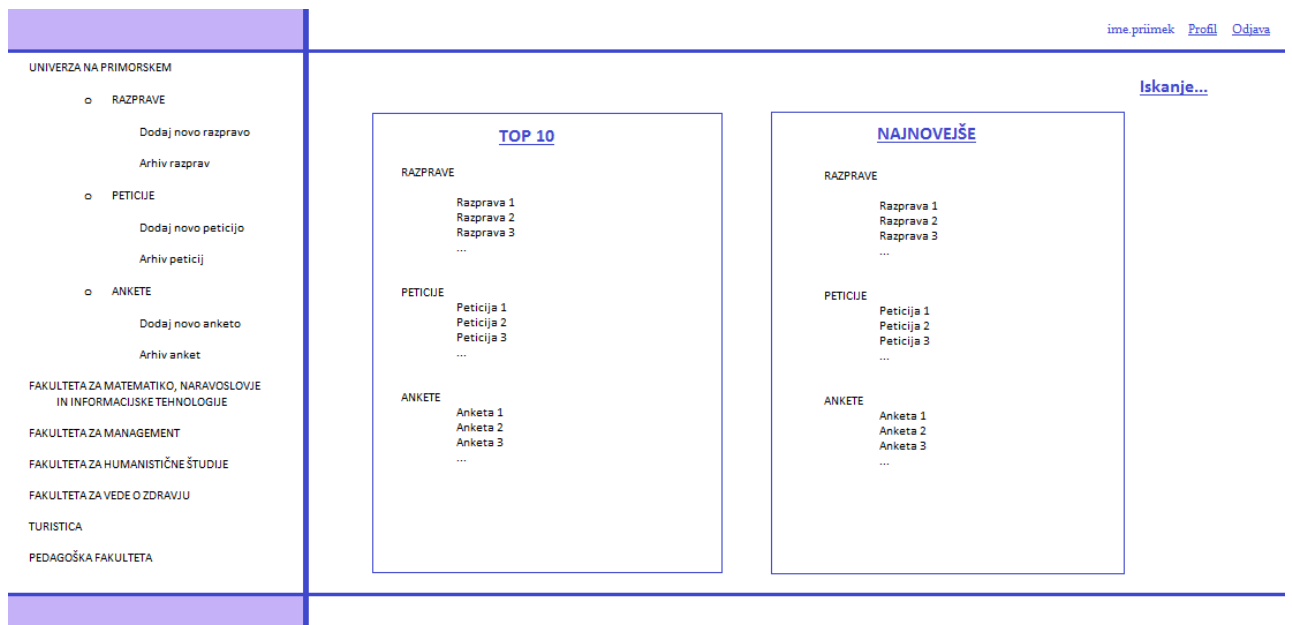 ime.priimek Profil Odjava
UNIVERZA NA PRIMORSKEM
o RAZPRAVE
Dodaj novo razpravo
Arhiv razprav
o PETICIJE
Dodaj novo peticijo
Arhiv peticij
o ANKETE
Dodaj novo anketo
Arhiv anket
FAKULTETA ZA MATEMATIKO, NARAVOSLOVJE
IN INFORMACIJSKE TEHNOLOGIJE
FAKULTETA ZA MANAGEMENT
FAKULTETA ZA HUMANISTIČNE ŠTUDIJE
FAKULTETA ZA VEDE O ZDRAVJU
TURISTICA
PEDAGOŠKA FAKULTETA
Iskanje...
TOP 10
RAZPRAVE
Razprava 1
Razprava 2
Razprava 3
...
PETICIJE
Peticija 1
Peticija 2
Peticija 3
...
ANKETE
Anketa 1
Anketa 2
Anketa 3
...
NAJNOVEJŠE
RAZPRAVE
Razprava 1
Razprava 2
Razprava 3
...
PETICIJE
Peticija 1
Peticija 2
Peticija 3
...
ANKETE
Anketa 1
Anketa 2
Anketa 3
...